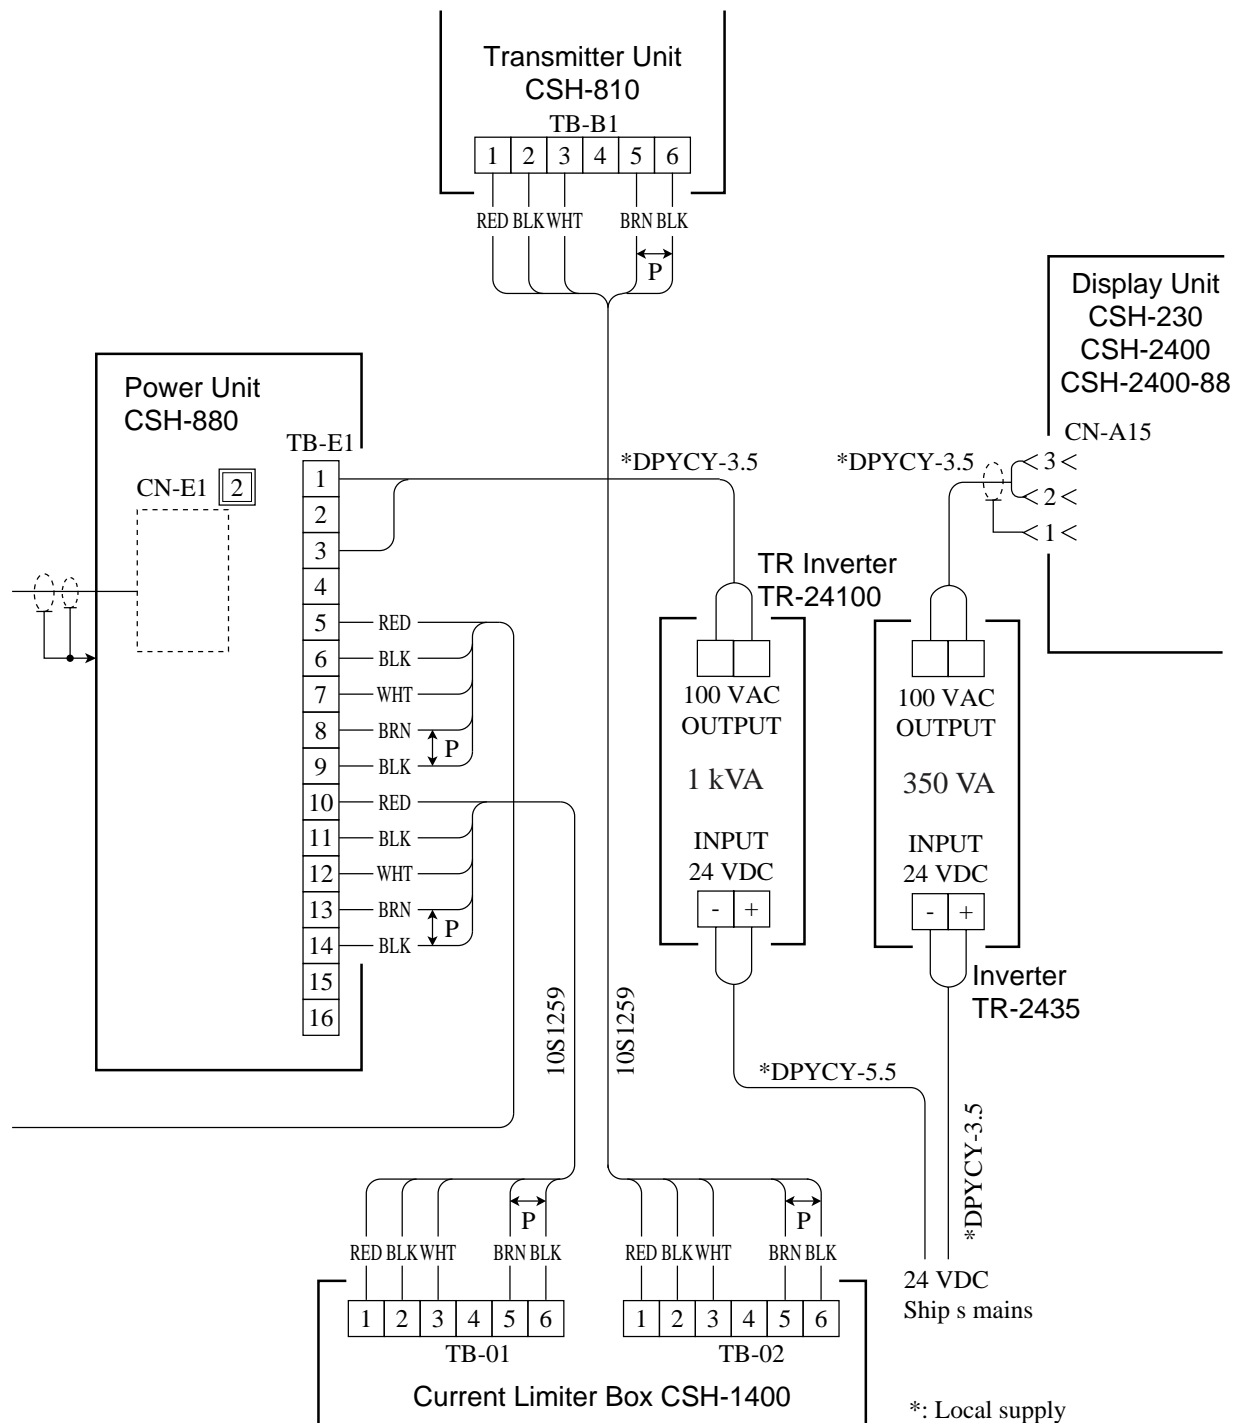 Transmitter Unit
CSH-810
TB-B1
1 2 3 4 5 6
RED BLK WHT BRN BLK
P
Display Unit
CSH-230
CSH-2400
CSH-2400-88
CN-A15
3
2
1
Power Unit
CSH-880
TB-E1
CN-E1 2
1
2
3
4
5 RED
6 BLK
7 WHT
8 BRN
9 BLK
P
10 RED
11 BLK
12 WHT
13 BRN
14 BLK
P
15
16
*DPYCY-3.5
*DPYCY-3.5
TR Inverter
TR-24100
100 VAC
OUTPUT
1 kVA
INPUT
24 VDC
- +
100 VAC
OUTPUT
350 VA
INPUT
24 VDC
- +
Inverter
TR-2435
10S1259
10S1259
*DPYCY-5.5
*DPYCY-3.5
24 VDC
Ship s mains
P
RED BLK WHT BRN BLK
1 2 3 4 5 6
TB-01
P
RED BLK WHT BRN BLK
1 2 3 4 5 6
TB-02
Current Limiter Box CSH-1400
*: Local supply